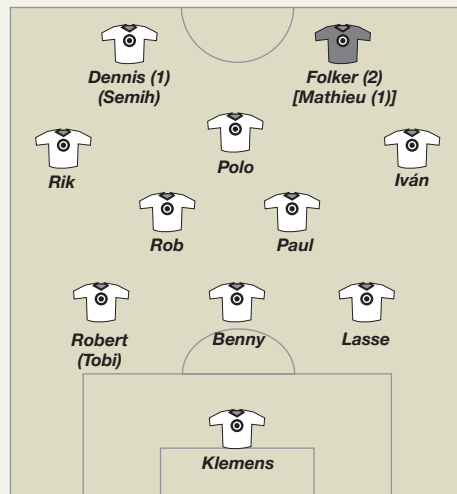 Dennis (1)
(Semih)
Folker (2)
[Mathieu (1)]
Rik
Polo
Iván
Rob
Paul
Robert
(Tobi)
Benny
Lasse
Klemens